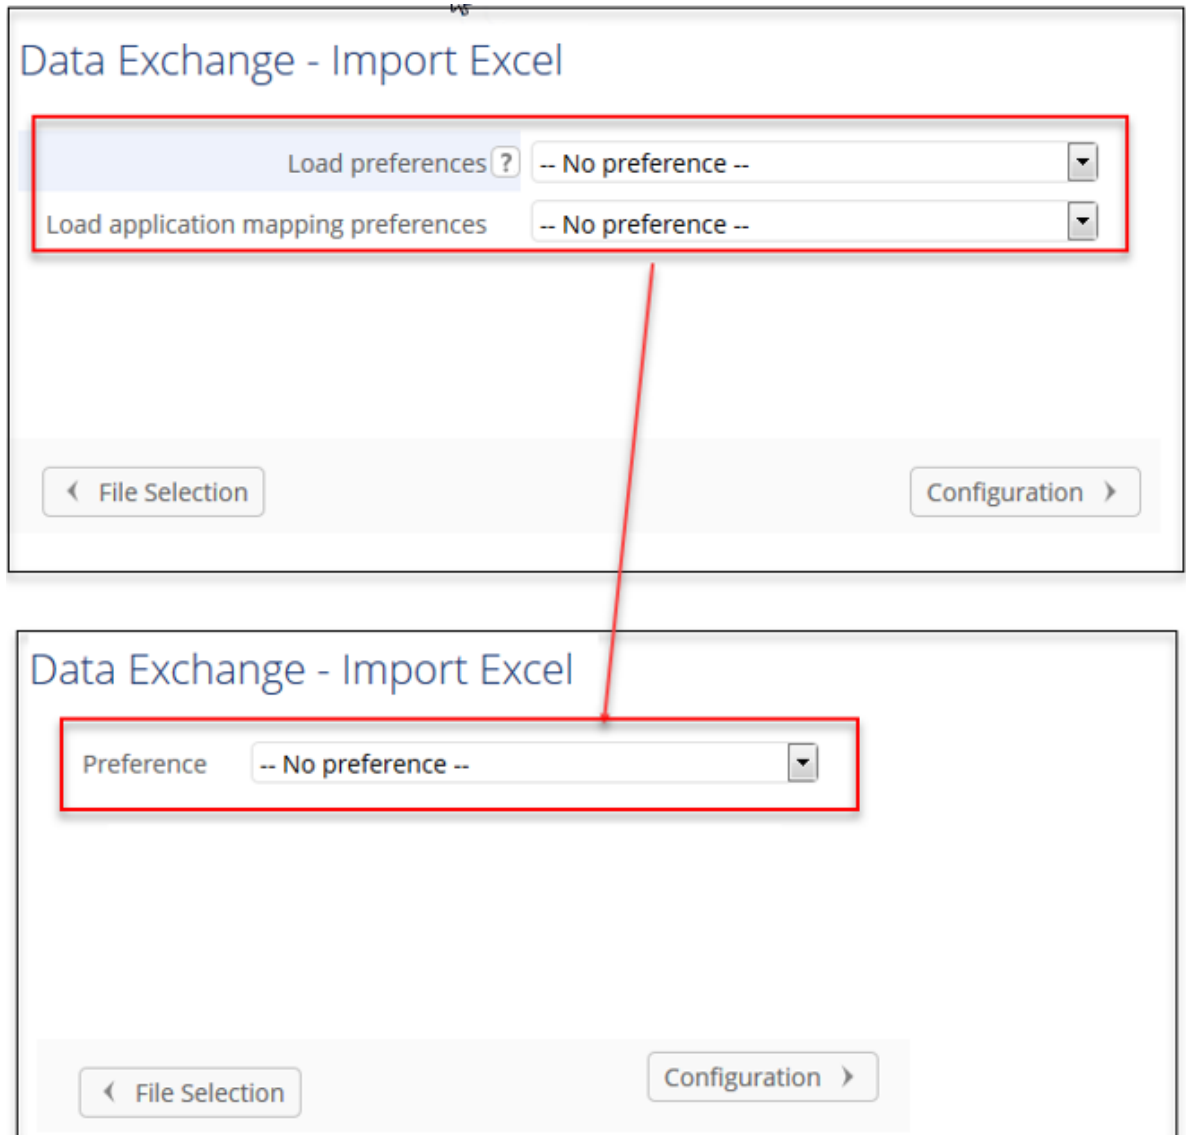 Data Exchange - Import Excel
Load preferences ? -- No preference --
Load application mapping preferences -- No preference --
File Selection Configuration
Data Exchange - Import Excel
Preference -- No preference --
Configuration
File Selection